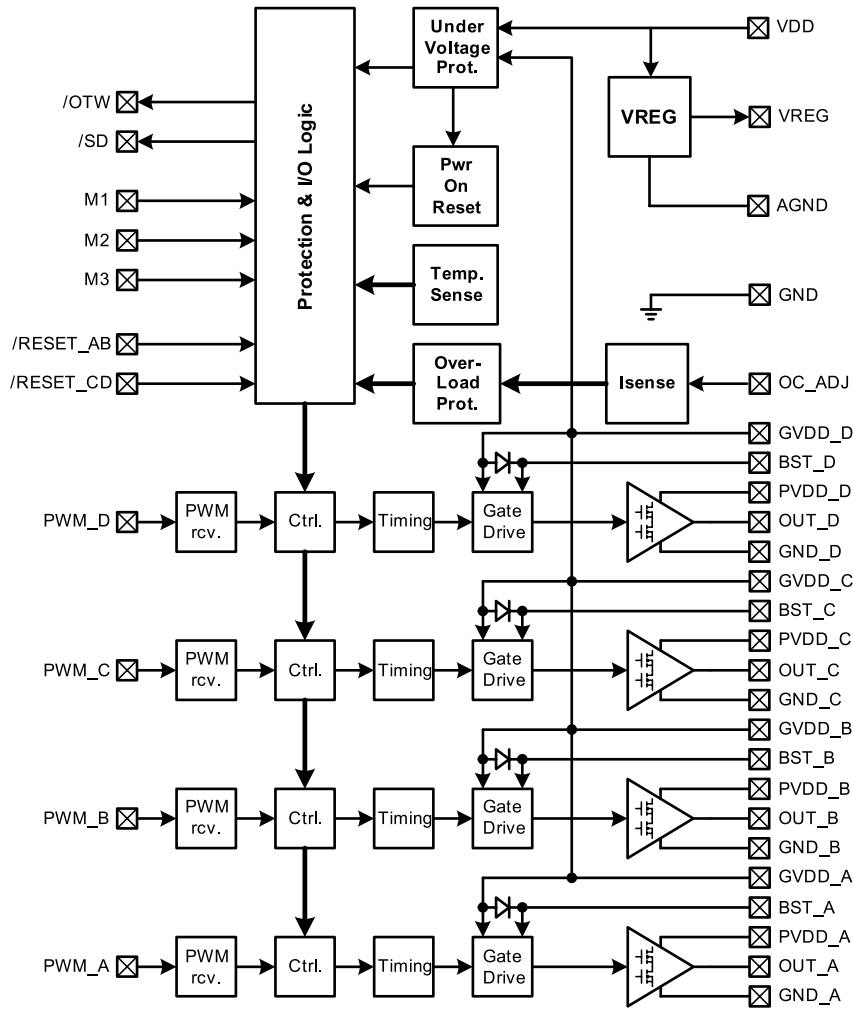 Under
Voltage
Prot.
VDD
VREG
VREG
AGND
/OTW
/SD
M1
M2
M3
/RESET_AB
/RESET_CD
Protection & I/O Logic
Pwr
On
Reset
Temp.
Sense
GND
Over-
Load
Prot.
Isense
OC_ADJ
GVDD_D
BST_D
PVDD_D
OUT_D
GND_D
PWM_D
PWM
rcv.
Ctrl.
Timing
Gate
Drive
GVDD_C
BST_C
PVDD_C
OUT_C
GND_C
PWM_C
PWM
rcv.
Ctrl.
Timing
Gate
Drive
GVDD_B
BST_B
PVDD_B
OUT_B
GND_B
PWM_B
PWM
rcv.
Ctrl.
Timing
Gate
Drive
GVDD_A
BST_A
PVDD_A
OUT_A
GND_A
PWM_A
PWM
rcv.
Ctrl.
Timing
Gate
Drive